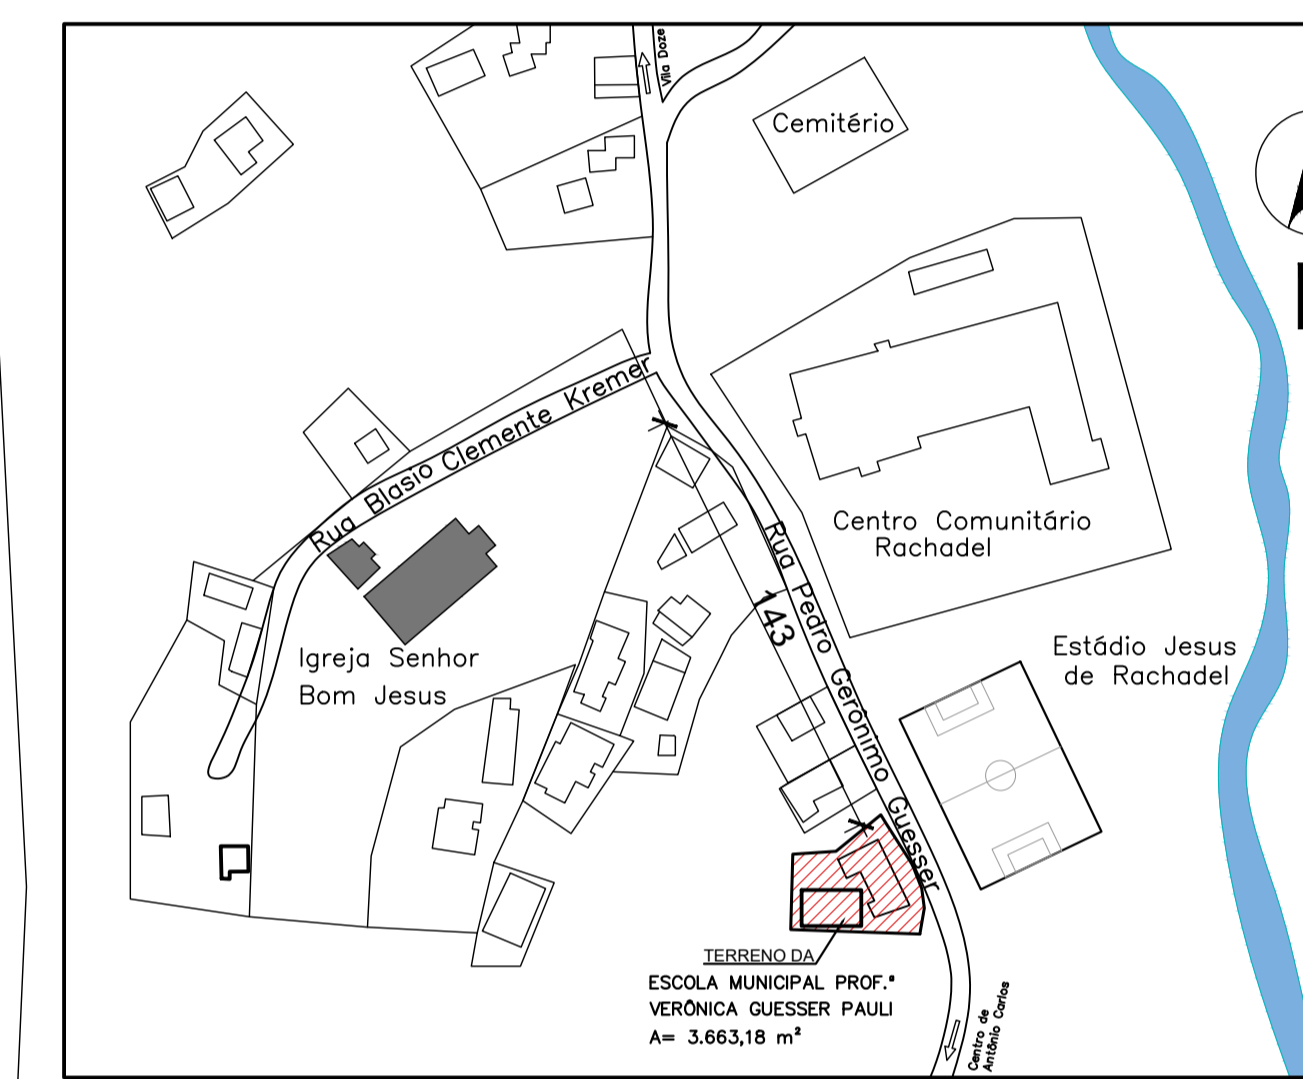 Vila Doze
Cemitério
Rua Blasio Clemente Kremer
Centro Comunitário
Rachadel
Rua Pedro Gerônimo Guesser
143
Igreja Senhor
Bom Jesus
Estádio Jesus
de Rachadel
TERRENO DA
ESCOLA MUNICIPAL PROF.ª
VERÔNICA GUESSER PAULI
A= 3.663,18 m²
Centro de
Antônio Carlos